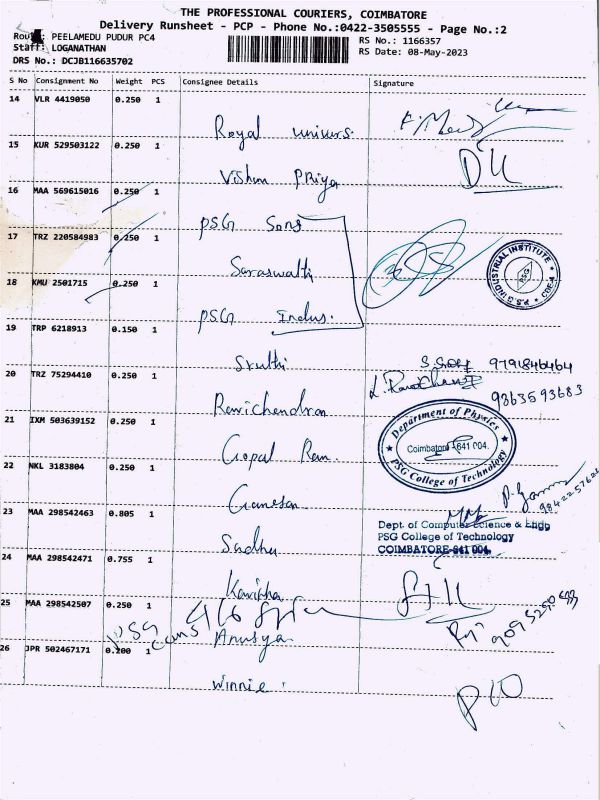 THE PROFESSIONAL COURIERS, COIMBATORE
Delivery Runsheet - PCP - Phone No.:0422-3505555 - Page No.:2
Route: PEELAMEDU PUDUR PC4
Staff: LOGANATHAN
DRS No.: DCJB116635702
RS No.: 1166357
RS Date: 08-May-2023
S No Consignment No Weight PCS Consignee Details Signature
14 VLR 4419050 0.250 1
Royal univers.
15 KUR 529503122 0.250 1
Vishnu Priya
16 MAA 569615016 0.250 1
PSG Sons
17 TRZ 220584983 0.250 1
Saraswathi
18 KMU 2501715 0.250 1
PSG Indus.
P.S.G INDUSTRIAL INSTITUTE
PSG
19 TRP 6218913 0.150 1
Sruthi
9791846464
20 TRZ 75294410 0.250 1
Ravichandran
9363593683
21 IXM 503639152 0.250 1
Gopal Ram.
Department of Physics
Coimbatore - 641 004.
PSG College of Technology
22 NKL 3183804 0.250 1
Ganesan
23 MAA 298542463 0.805 1
Sadhu
Dept. of Computer Science & Engg
PSG College of Technology
COIMBATORE-641 004.
24 MAA 298542471 0.755 1
Kavitha
25 MAA 298542507 0.250 1
PSG
Anusya
26 JPR 502467171 0.200 1
Winnie